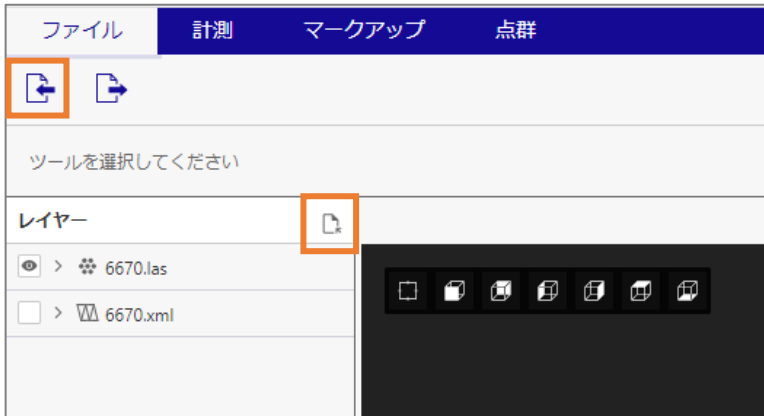 ファイル 計測 マークアップ 点群
ツールを選択してください
レイヤー
6670.las
6670.xml